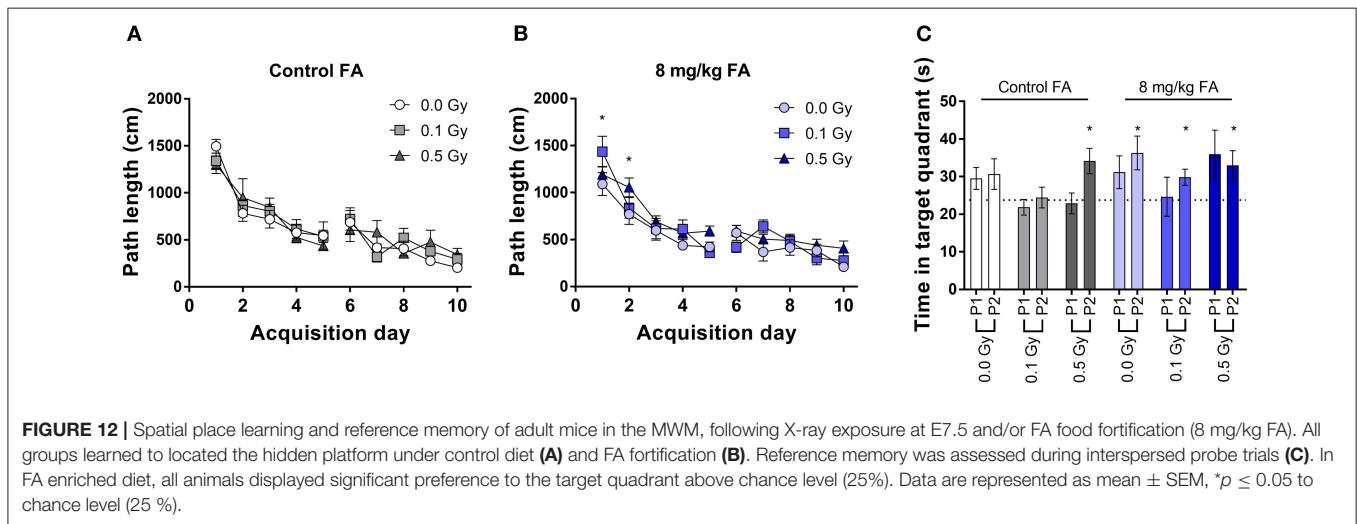 A
Control FA
Path length (cm)
2000
1500
1000
500
0
0 2 4 6 8 10
Acquisition day
0.0 Gy
0.1 Gy
0.5 Gy
B
8 mg/kg FA
Path length (cm)
2000
1500
1000
500
0
0 2 4 6 8 10
Acquisition day
* *
0.0 Gy
0.1 Gy
0.5 Gy
C
Time in target quadrant (s)
50
40
30
20
10
0
Control FA 8 mg/kg FA
* * * *
P1 P2 P1 P2 P1 P2 P1 P2 P1 P2 P1 P2
0.0 Gy 0.1 Gy 0.5 Gy 0.0 Gy 0.1 Gy 0.5 Gy
FIGURE 12 | Spatial place learning and reference memory of adult mice in the MWM, following X-ray exposure at E7.5 and/or FA food fortification (8 mg/kg FA). All
groups learned to located the hidden platform under control diet (A) and FA fortification (B). Reference memory was assessed during interspersed probe trials (C). In
FA enriched diet, all animals displayed significant preference to the target quadrant above chance level (25%). Data are represented as mean ± SEM, *p ≤ 0.05 to
chance level (25 %).